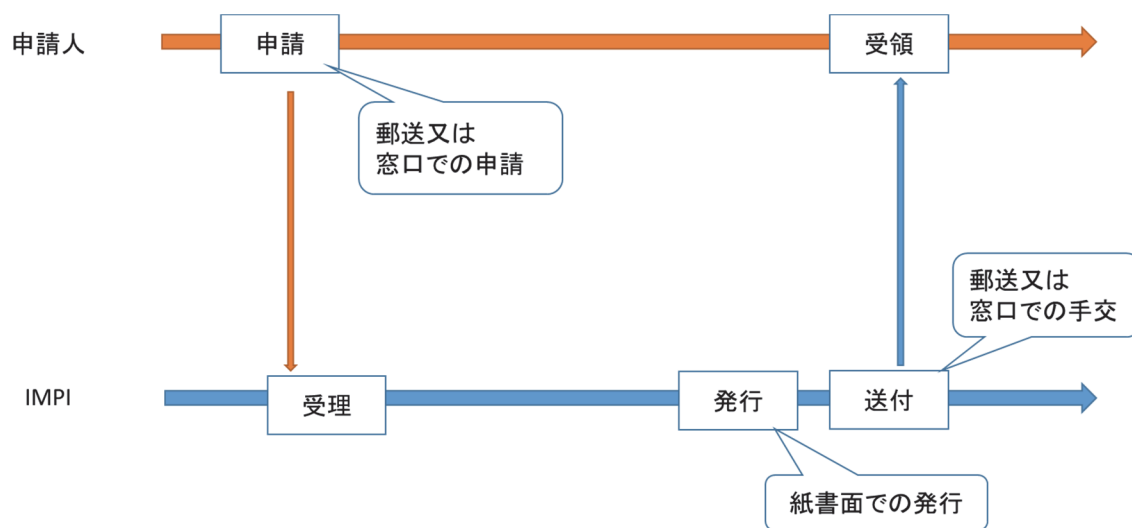 申請人
申請
受領
郵送又は
窓口での申請
郵送又は
窓口での手交
IMPI
受理
発行
送付
紙書面での発行